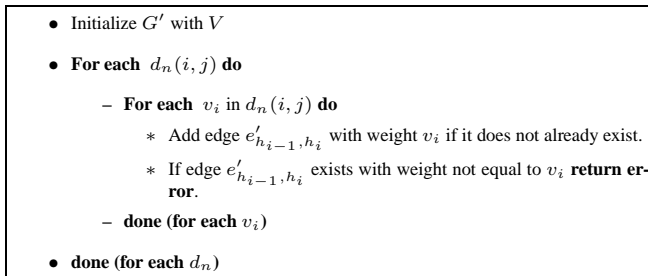 • Initialize G′ with V
• For each d_n(i, j) do
– For each v_i in d_n(i, j) do
* Add edge e′_{h_{i−1},h_i} with weight v_i if it does not already exist.
* If edge e′_{h_{i−1},h_i} exists with weight not equal to v_i return er-
ror.
– done (for each v_i)
• done (for each d_n)